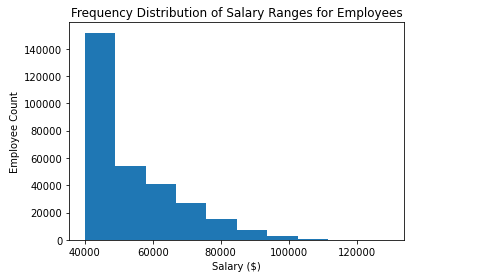 Frequency Distribution of Salary Ranges for Employees
140000
120000
100000
80000
60000
40000
20000
0
Employee Count
40000 60000 80000 100000 120000
Salary ($)